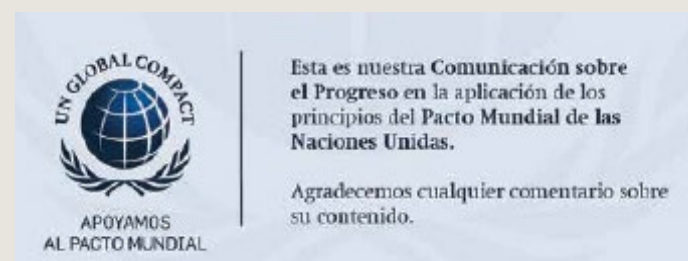 UN GLOBAL COMPACT
APOYAMOS
AL PACTO MUNDIAL
Esta es nuestra Comunicación sobre
el Progreso en la aplicación de los
principios del Pacto Mundial de las
Naciones Unidas.
Agradecemos cualquier comentario sobre
su contenido.